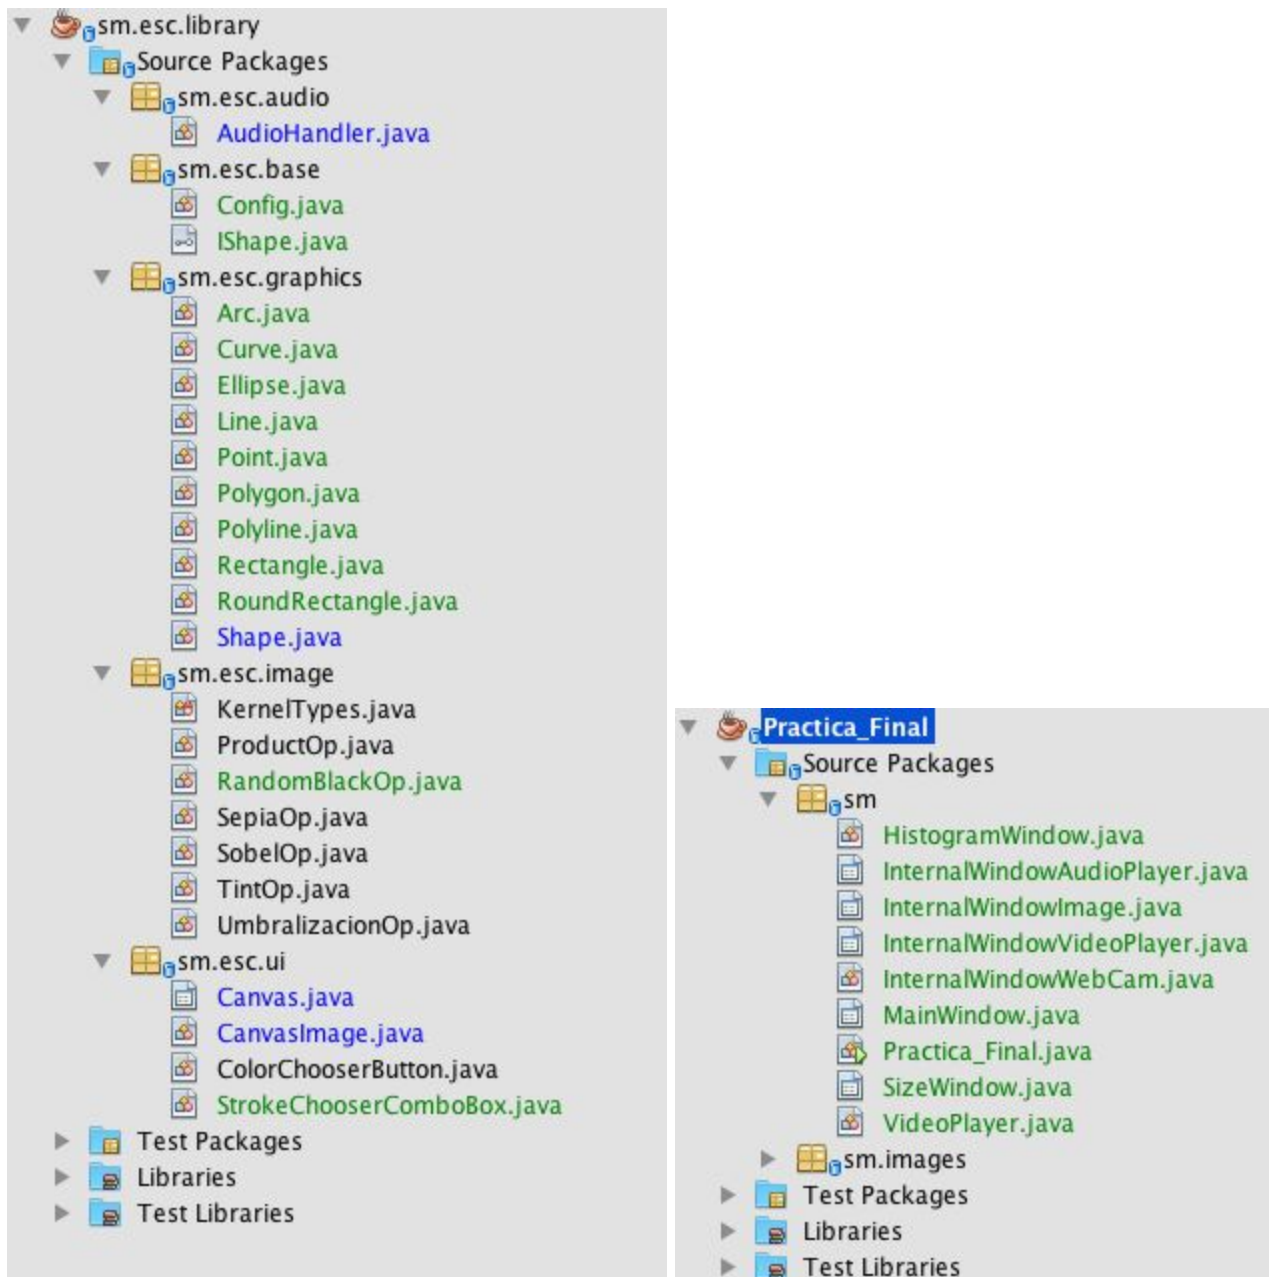 sm.esc.library
Source Packages
sm.esc.audio
AudioHandler.java
sm.esc.base
Config.java
IShape.java
sm.esc.graphics
Arc.java
Curve.java
Ellipse.java
Line.java
Point.java
Polygon.java
Polyline.java
Rectangle.java
RoundRectangle.java
Shape.java
sm.esc.image
KernelTypes.java
ProductOp.java
RandomBlackOp.java
SepiaOp.java
SobelOp.java
TintOp.java
UmbralizacionOp.java
sm.esc.ui
Canvas.java
CanvasImage.java
ColorChooserButton.java
StrokeChooserComboBox.java
Test Packages
Libraries
Test Libraries
Practica_Final
Source Packages
sm
HistogramWindow.java
InternalWindowAudioPlayer.java
InternalWindowImage.java
InternalWindowVideoPlayer.java
InternalWindowWebCam.java
MainWindow.java
Practica_Final.java
SizeWindow.java
VideoPlayer.java
sm.images
Test Packages
Libraries
Test Libraries